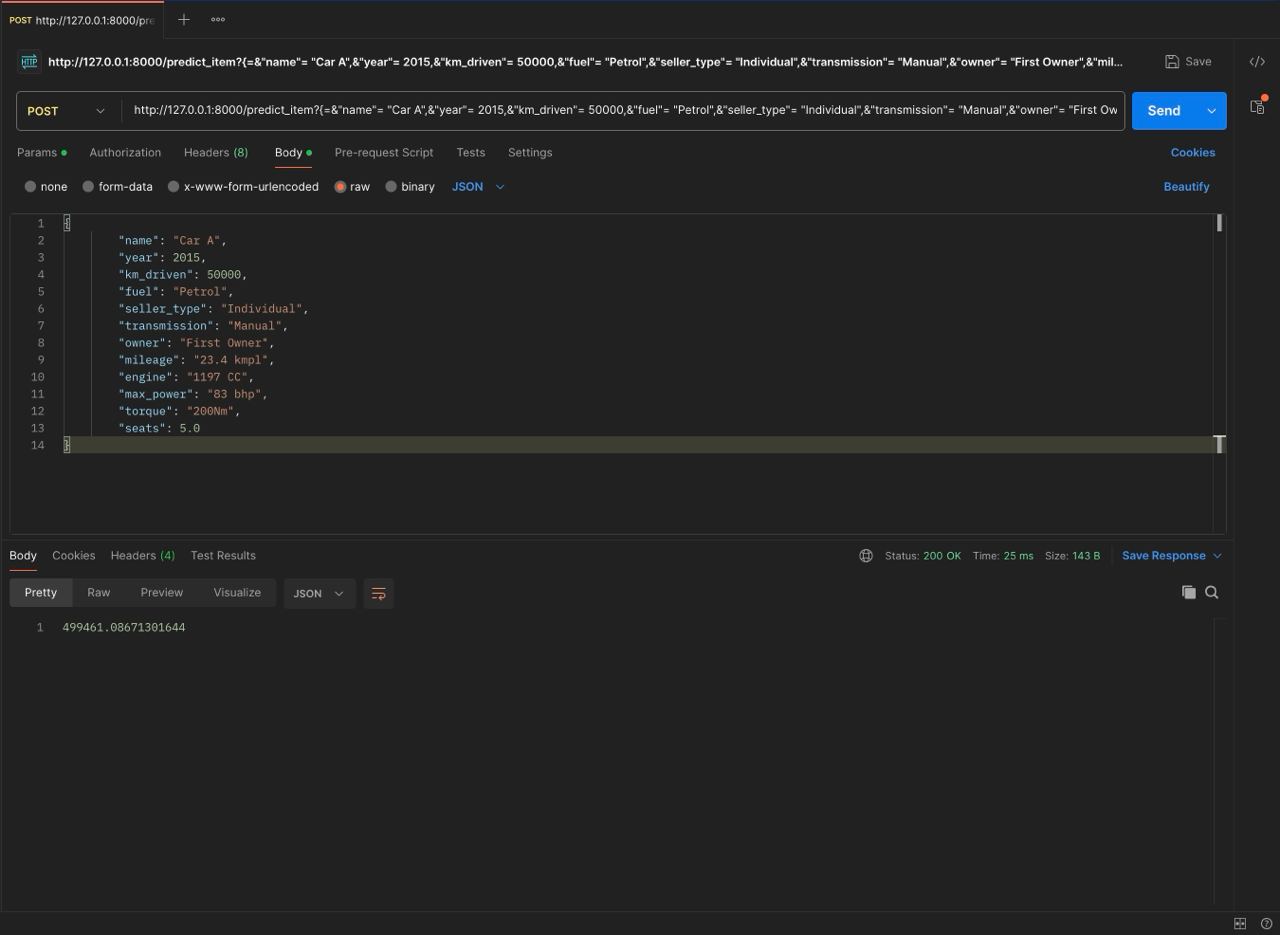 POST http://127.0.0.1:8000/pre
HTTP http://127.0.0.1:8000/predict_item?{=&"name"= "Car A",&"year"= 2015,&"km_driven"= 50000,&"fuel"= "Petrol",&"seller_type"= "Individual",&"transmission"= "Manual",&"owner"= "First Owner",&"mil... Save
POST http://127.0.0.1:8000/predict_item?{=&"name"= "Car A",&"year"= 2015,&"km_driven"= 50000,&"fuel"= "Petrol",&"seller_type"= "Individual",&"transmission"= "Manual",&"owner"= "First Ow Send
Params Authorization Headers (8) Body Pre-request Script Tests Settings Cookies
none form-data x-www-form-urlencoded raw binary JSON Beautify
1 {
2 "name": "Car A",
3 "year": 2015,
4 "km_driven": 50000,
5 "fuel": "Petrol",
6 "seller_type": "Individual",
7 "transmission": "Manual",
8 "owner": "First Owner",
9 "mileage": "23.4 kmpl",
10 "engine": "1197 CC",
11 "max_power": "83 bhp",
12 "torque": "200Nm",
13 "seats": 5.0
14 }
Body Cookies Headers (4) Test Results Status: 200 OK Time: 25 ms Size: 143 B Save Response
Pretty Raw Preview Visualize JSON
1 499461.08671301644